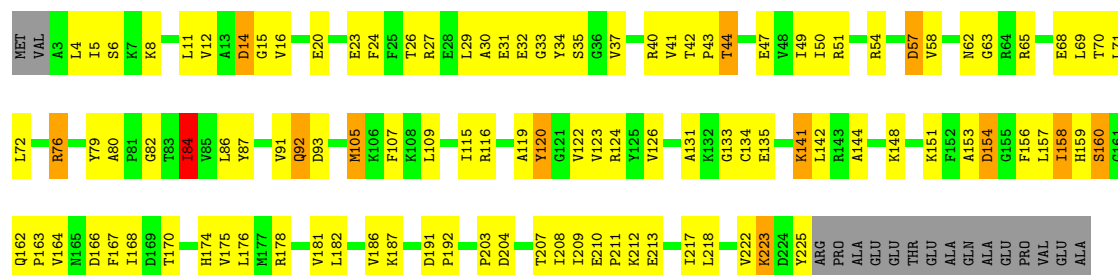 MET VAL A3 L4 I5 S6 K7 K8 L11 V12 A13 D14 G15 V16 E20 E23 F24 F25 T26 R27 E28 L29 A30 E31 E32 G33 Y34 S35 G36 V37 R40 V41 T42 P43 T44 E47 V48 I49 I50 R51 R54 D57 V58 N62 G63 R64 R65 E68 L69 T70
L72 R76 Y79 A80 P81 G82 T83 I84 V85 L86 Y87 V91 Q92 D93 M105 K106 F107 K108 L109 I115 R116 A119 Y120 G121 V122 V123 R124 Y125 V126 A131 K132 G133 C134 E135 K141 L142 R143 A144 K148 K151 F152 A153 D154 G155 F156 L157 I158 H159 S160
Q162 P163 V164 N165 D166 F167 I168 D169 T170 H174 V175 L176 M177 R178 V181 L182 V186 K187 D191 P192 P203 D204 T207 I208 I209 E210 P211 K212 E213 I217 L218 V222 K223 D224 Y225 ARG PRO ALA GLU GLU THR GLU ALA GLN ALA GLU PRO VAL GLU ALA